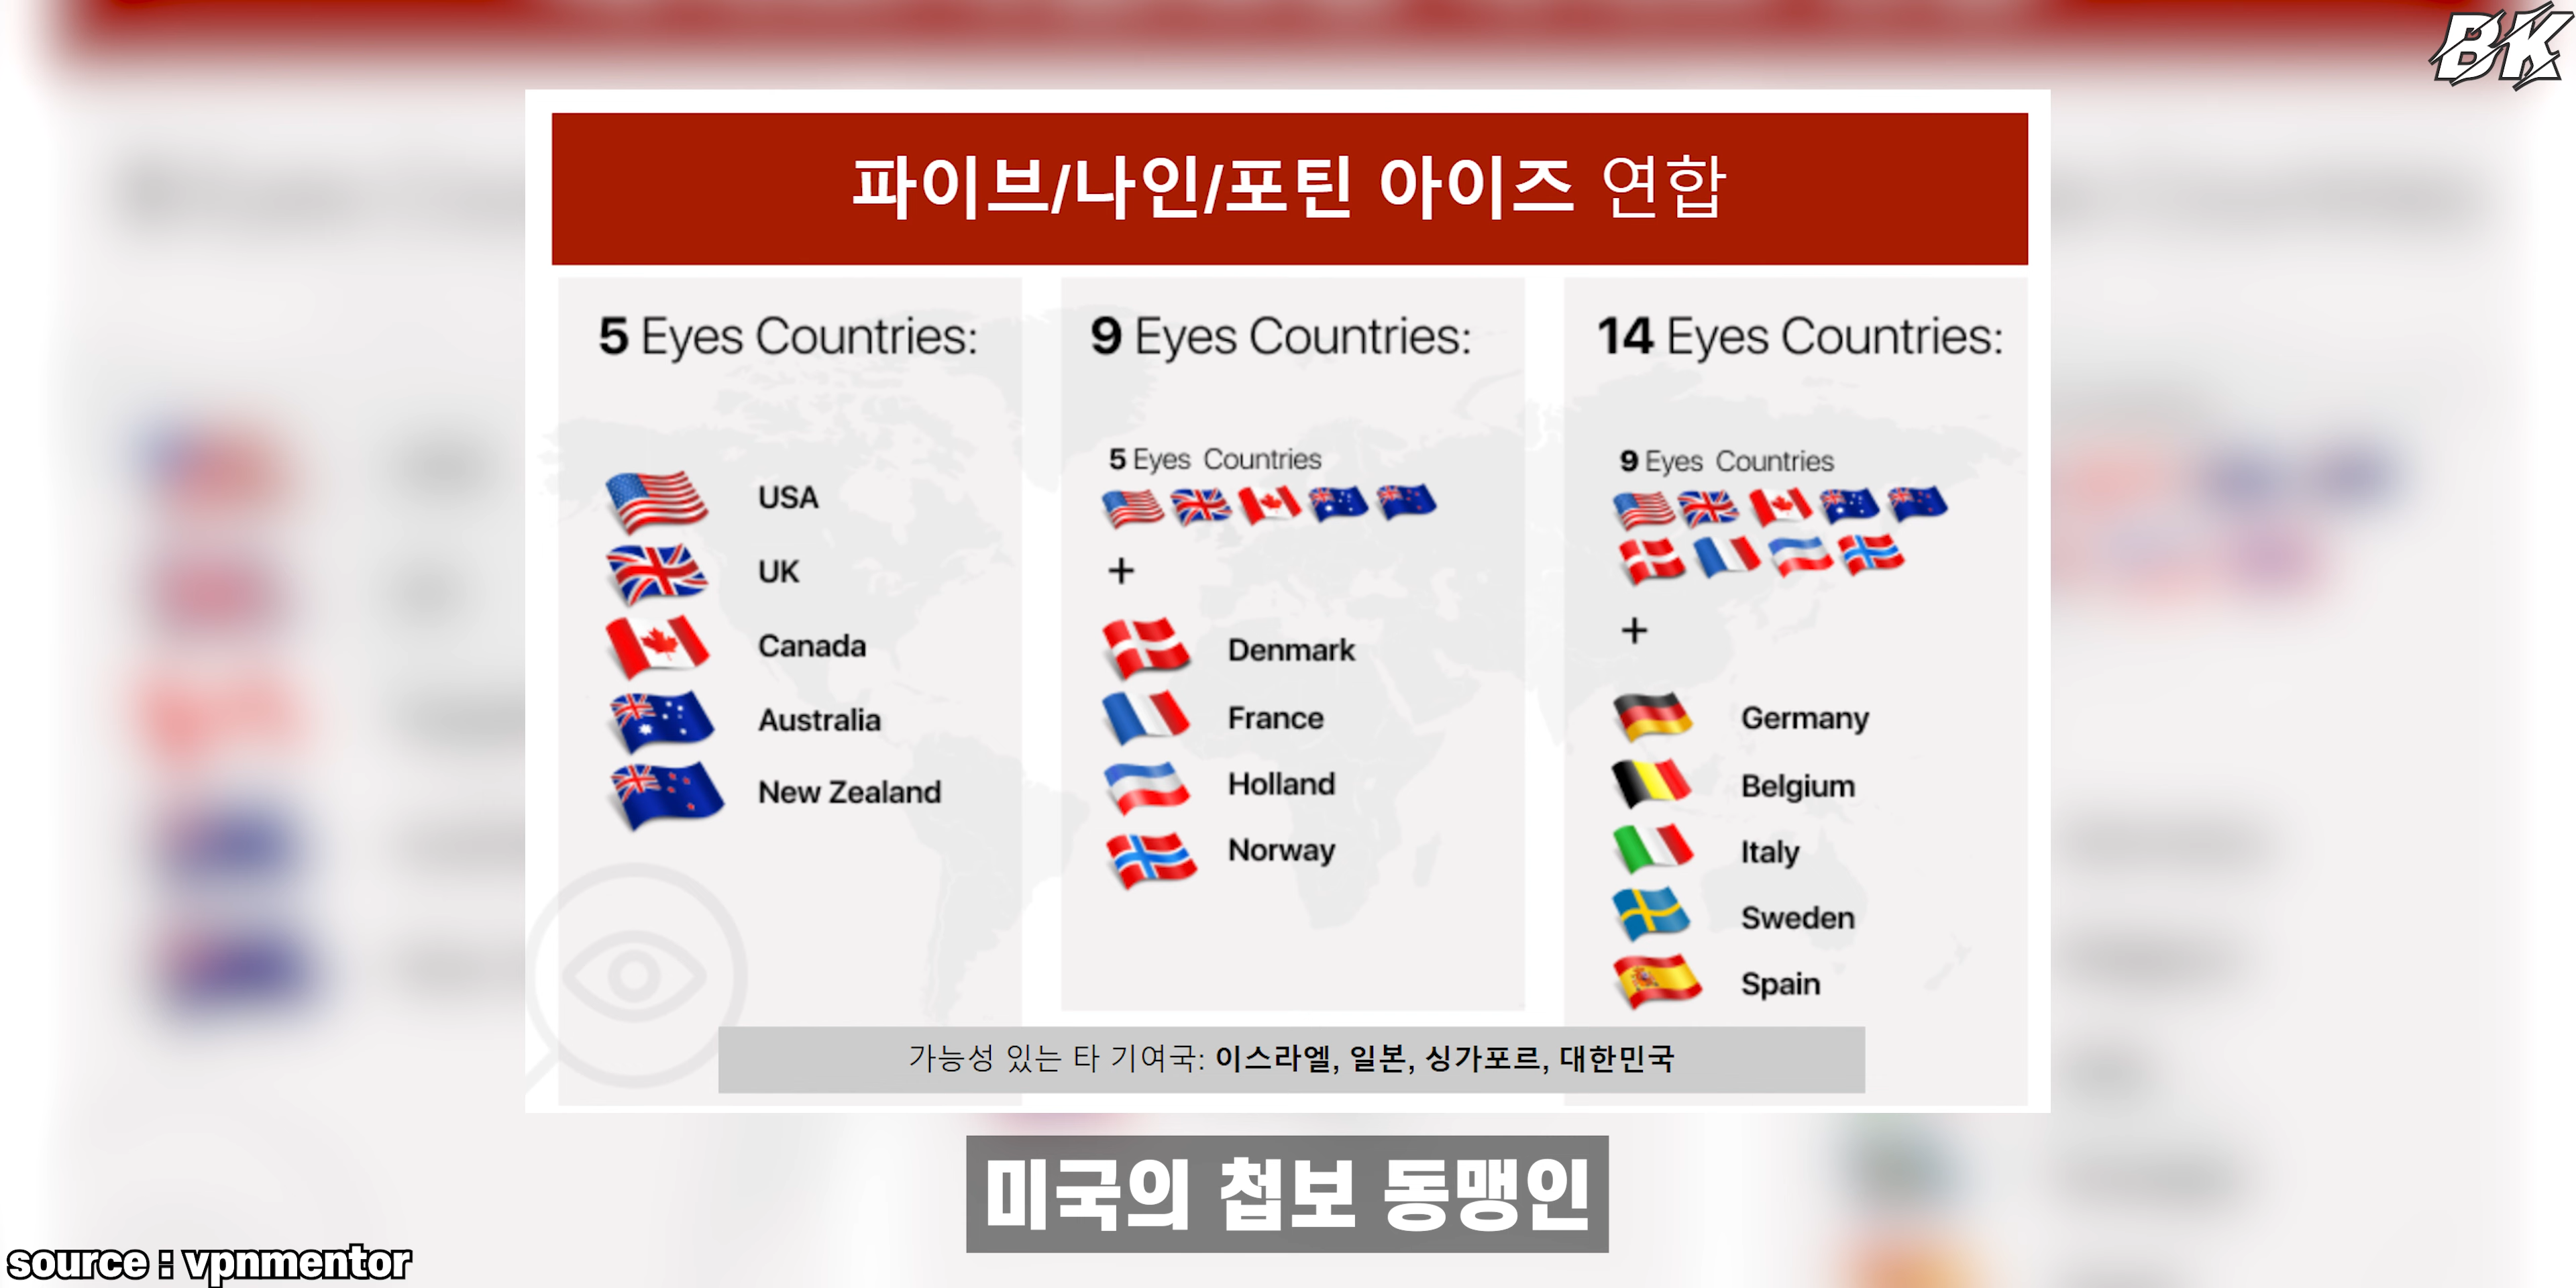 BK
파이브/나인/포틴 아이즈 연합
5 Eyes Countries:
USA
UK
Canada
Australia
New Zealand
9 Eyes Countries:
5 Eyes Countries
+
Denmark
France
Holland
Norway
14 Eyes Countries:
9 Eyes Countries
+
Germany
Belgium
Italy
Sweden
Spain
가능성 있는 타 기여국: 이스라엘, 일본, 싱가포르, 대한민국
미국의 첩보 동맹인
source : vpnmentor